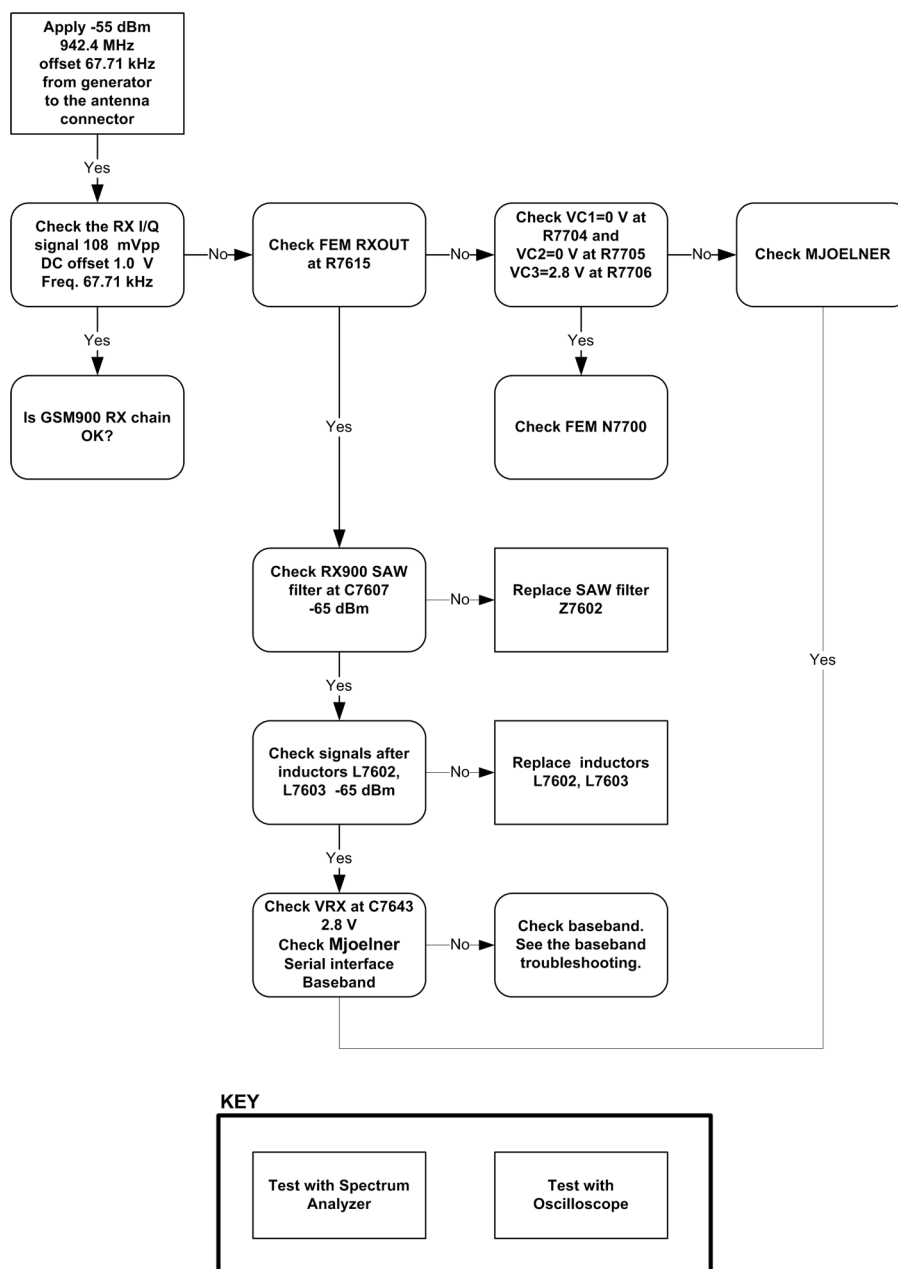 Apply -55 dBm
942.4 MHz
offset 67.71 kHz
from generator
to the antenna
connector
Yes
Check the RX I/Q
signal 108 mVpp
DC offset 1.0 V
Freq. 67.71 kHz
No
Check FEM RXOUT
at R7615
No
Check VC1=0 V at
R7704 and
VC2=0 V at R7705
VC3=2.8 V at R7706
No
Check MJOELNER
Yes
Yes
Is GSM900 RX chain
OK?
Yes
Check FEM N7700
Check RX900 SAW
filter at C7607
-65 dBm
No
Replace SAW filter
Z7602
Yes
Yes
Check signals after
inductors L7602,
L7603 -65 dBm
No
Replace inductors
L7602, L7603
Yes
Check VRX at C7643
2.8 V
Check Mjoelner
Serial interface
Baseband
No
Check baseband.
See the baseband
troubleshooting.
KEY
Test with Spectrum
Analyzer
Test with
Oscilloscope